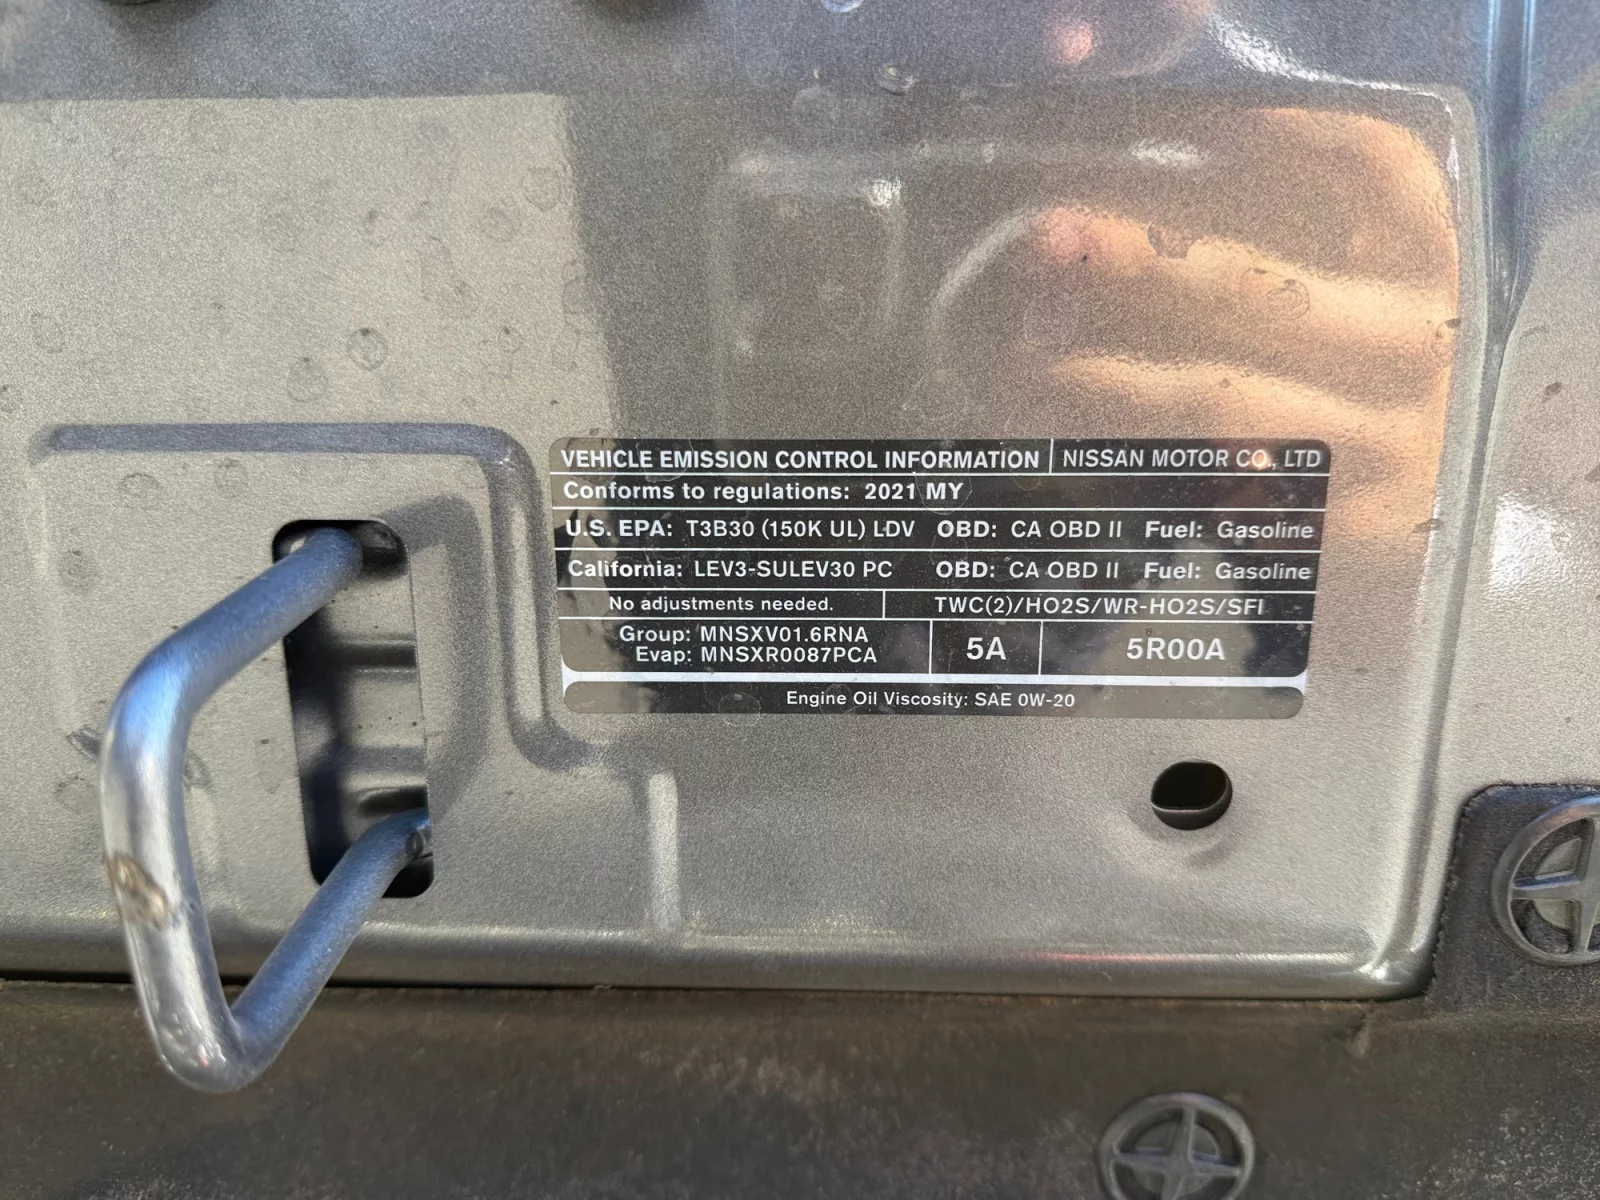 VEHICLE EMISSION CONTROL INFORMATION NISSAN MOTOR CO., LTD
Conforms to regulations: 2021 MY
U.S. EPA: T3B30 (150K UL) LDV OBD: CA OBD II Fuel: Gasoline
California: LEV3-SULEV30 PC OBD: CA OBD II Fuel: Gasoline
No adjustments needed. TWC(2)/HO2S/WR-HO2S/SFI
Group: MNSXV01.6RNA
Evap: MNSXR0087PCA
5A
5R00A
Engine Oil Viscosity: SAE 0W-20